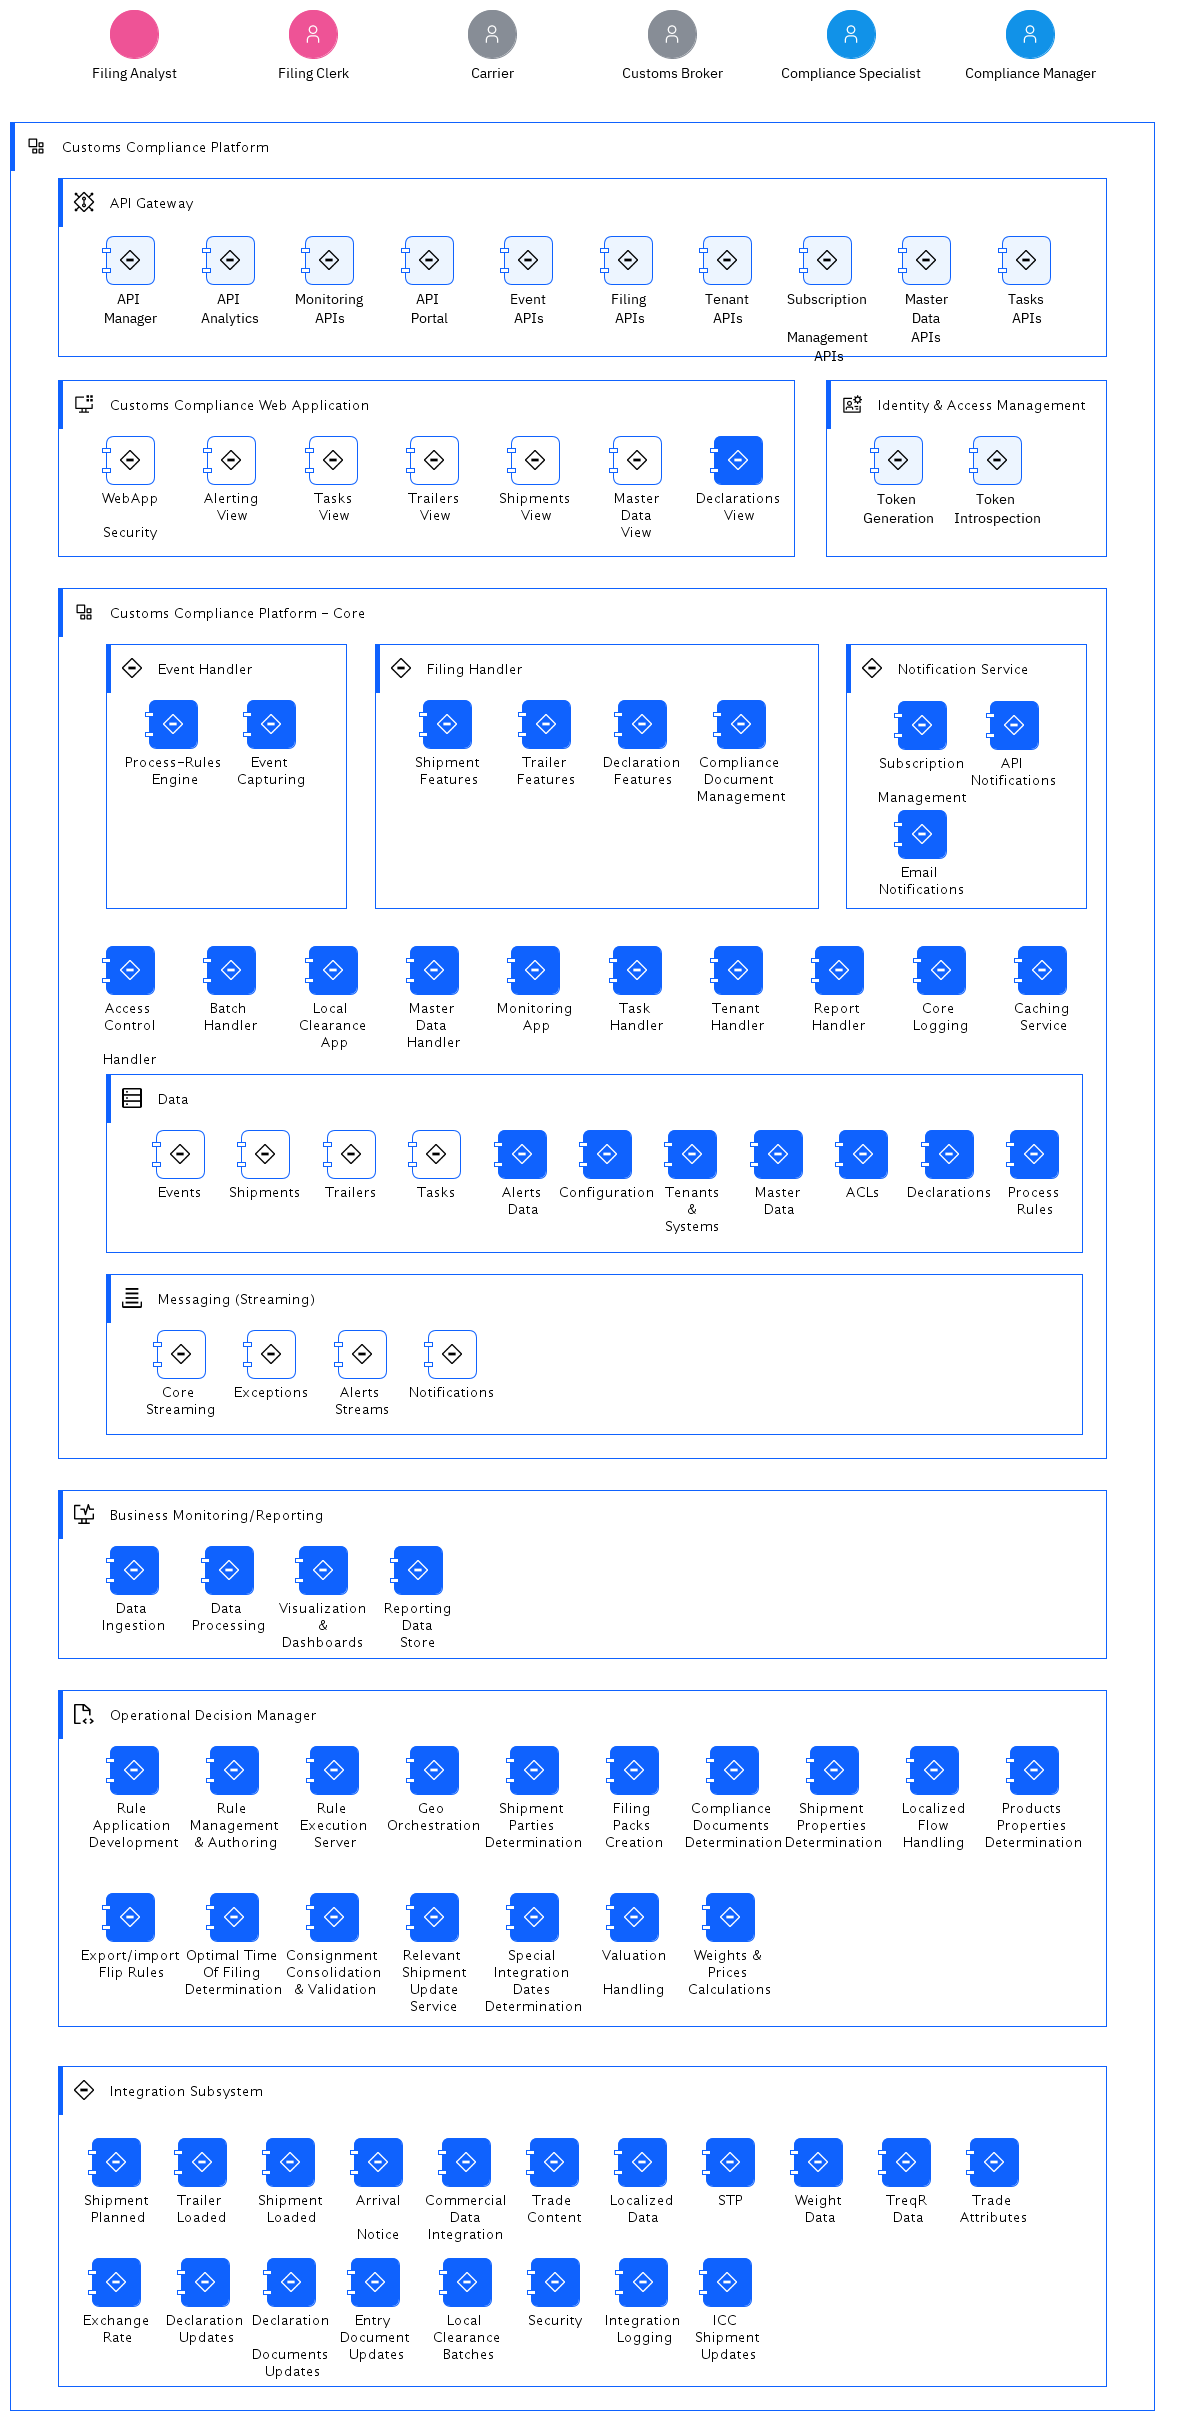 Filing Analyst
Filing Clerk
Carrier
Customs Broker
Compliance Specialist
Compliance Manager
Customs Compliance Platform
API Gateway
API
Manager
API
Analytics
Monitoring
APIs
API
Portal
Event
APIs
Filing
APIs
Tenant
APIs
Subscription
Management
APIs
Master
Data
APIs
Tasks
APIs
Customs Compliance Web Application
WebApp
Security
Alerting
View
Tasks
View
Trailers
View
Shipments
View
Master
Data
View
Declarations
View
Identity & Access Management
Token
Generation
Token
Introspection
Customs Compliance Platform - Core
Event Handler
Process-Rules
Engine
Event
Capturing
Filing Handler
Shipment
Features
Trailer
Features
Declaration
Features
Compliance
Document
Management
Notification Service
Subscription
Management
API
Notifications
Email
Notifications
Access
Control
Handler
Batch
Handler
Local
Clearance
App
Master
Data
Handler
Monitoring
App
Task
Handler
Tenant
Handler
Report
Handler
Core
Logging
Caching
Service
Data
Events
Shipments
Trailers
Tasks
Alerts
Data
Configuration
Tenants
&
Systems
Master
Data
ACLs
Declarations
Process
Rules
Messaging (Streaming)
Core
Streaming
Exceptions
Alerts
Streams
Notifications
Business Monitoring/Reporting
Data
Ingestion
Data
Processing
Visualization
&
Dashboards
Reporting
Data
Store
Operational Decision Manager
Rule
Application
Development
Rule
Management
& Authoring
Rule
Execution
Server
Geo
Orchestration
Shipment
Parties
Determination
Filing
Packs
Creation
Compliance
Documents
Determination
Shipment
Properties
Determination
Localized
Flow
Handling
Products
Properties
Determination
Export/import
Flip Rules
Optimal Time
Of Filing
Determination
Consignment
Consolidation
& Validation
Relevant
Shipment
Update
Service
Special
Integration
Dates
Determination
Valuation
Handling
Weights &
Prices
Calculations
Integration Subsystem
Shipment
Planned
Trailer
Loaded
Shipment
Loaded
Arrival
Notice
Commercial
Data
Integration
Trade
Content
Localized
Data
STP
Weight
Data
TreqR
Data
Trade
Attributes
Exchange
Rate
Declaration
Updates
Declaration
Documents
Updates
Entry
Document
Updates
Local
Clearance
Batches
Security
Integration
Logging
ICC
Shipment
Updates